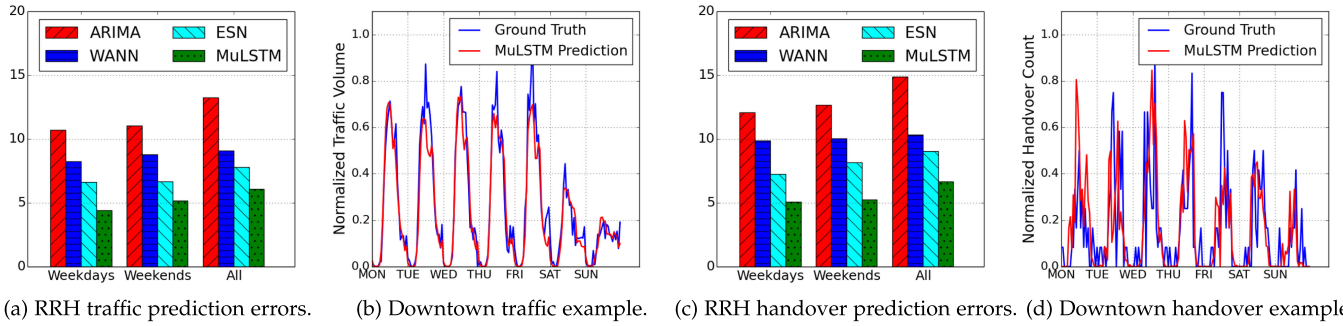 20
15
10
5
0
ARIMA
WANN
ESN
MuLSTM
Weekdays
Weekends
All
(a) RRH traffic prediction errors.
Normalized Traffic Volume
1.0
0.8
0.6
0.4
0.2
0.0
Ground Truth
MuLSTM Prediction
MON TUE WED THU FRI SAT SUN
(b) Downtown traffic example.
20
15
10
5
0
ARIMA
WANN
ESN
MuLSTM
Weekdays
Weekends
All
(c) RRH handover prediction errors.
Normalized Handvoer Count
1.0
0.8
0.6
0.4
0.2
0.0
Ground Truth
MuLSTM Prediction
MON TUE WED THU FRI SAT SUN
(d) Downtown handover example